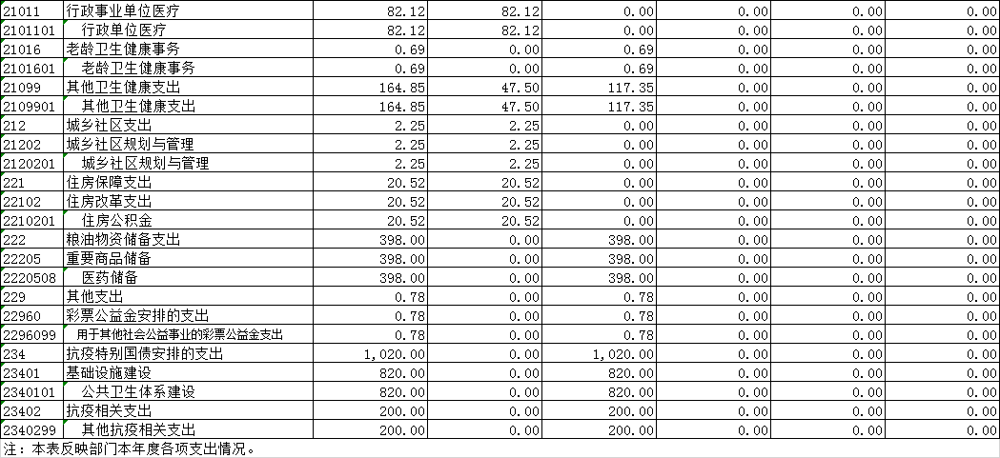 21011 行政事业单位医疗 82.12 82.12 0.00 0.00 0.00 0.00
2101101 行政单位医疗 82.12 82.12 0.00 0.00 0.00 0.00
21016 老龄卫生健康事务 0.69 0.00 0.69 0.00 0.00 0.00
2101601 老龄卫生健康事务 0.69 0.00 0.69 0.00 0.00 0.00
21099 其他卫生健康支出 164.85 47.50 117.35 0.00 0.00 0.00
2109901 其他卫生健康支出 164.85 47.50 117.35 0.00 0.00 0.00
212 城乡社区支出 2.25 2.25 0.00 0.00 0.00 0.00
21202 城乡社区规划与管理 2.25 2.25 0.00 0.00 0.00 0.00
2120201 城乡社区规划与管理 2.25 2.25 0.00 0.00 0.00 0.00
221 住房保障支出 20.52 20.52 0.00 0.00 0.00 0.00
22102 住房改革支出 20.52 20.52 0.00 0.00 0.00 0.00
2210201 住房公积金 20.52 20.52 0.00 0.00 0.00 0.00
222 粮油物资储备支出 398.00 0.00 398.00 0.00 0.00 0.00
22205 重要商品储备 398.00 0.00 398.00 0.00 0.00 0.00
2220508 医药储备 398.00 0.00 398.00 0.00 0.00 0.00
229 其他支出 0.78 0.00 0.78 0.00 0.00 0.00
22960 彩票公益金安排的支出 0.78 0.00 0.78 0.00 0.00 0.00
2296099 用于其他社会公益事业的彩票公益金支出 0.78 0.00 0.78 0.00 0.00 0.00
234 抗疫特别国债安排的支出 1,020.00 0.00 1,020.00 0.00 0.00 0.00
23401 基础设施建设 820.00 0.00 820.00 0.00 0.00 0.00
2340101 公共卫生体系建设 820.00 0.00 820.00 0.00 0.00 0.00
23402 抗疫相关支出 200.00 0.00 200.00 0.00 0.00 0.00
2340299 其他抗疫相关支出 200.00 0.00 200.00 0.00 0.00 0.00
注：本表反映部门本年度各项支出情况。